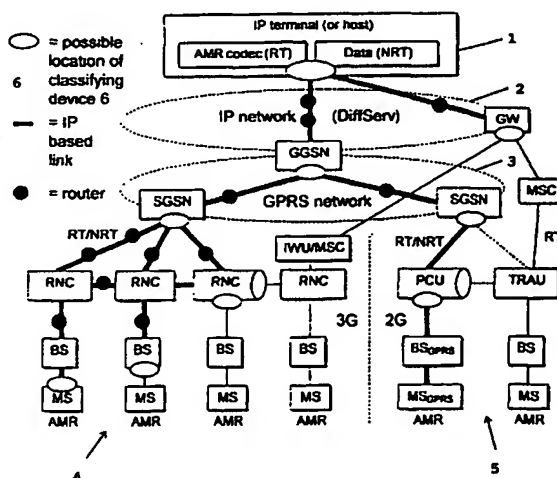 IP terminal (or host)
AMR codec (RT)
Data (NRT)
1
= possible
location of
classifying
device 6
6
= IP
based
link
= router
2
IP network (DiffServ)
GW
GGSN
3
GPRS network
SGSN
SGSN
MSC
RT/NRT
IWU/MSC
RT/NRT
RT
RNC
RNC
RNC
RNC
PCU
TRAU
3G
2G
BS
BS
BS
BS
BSGPRS
BS
MS
MS
MS
MS
MSGPRS
MS
AMR
AMR
AMR
AMR
AMR
AMR
5